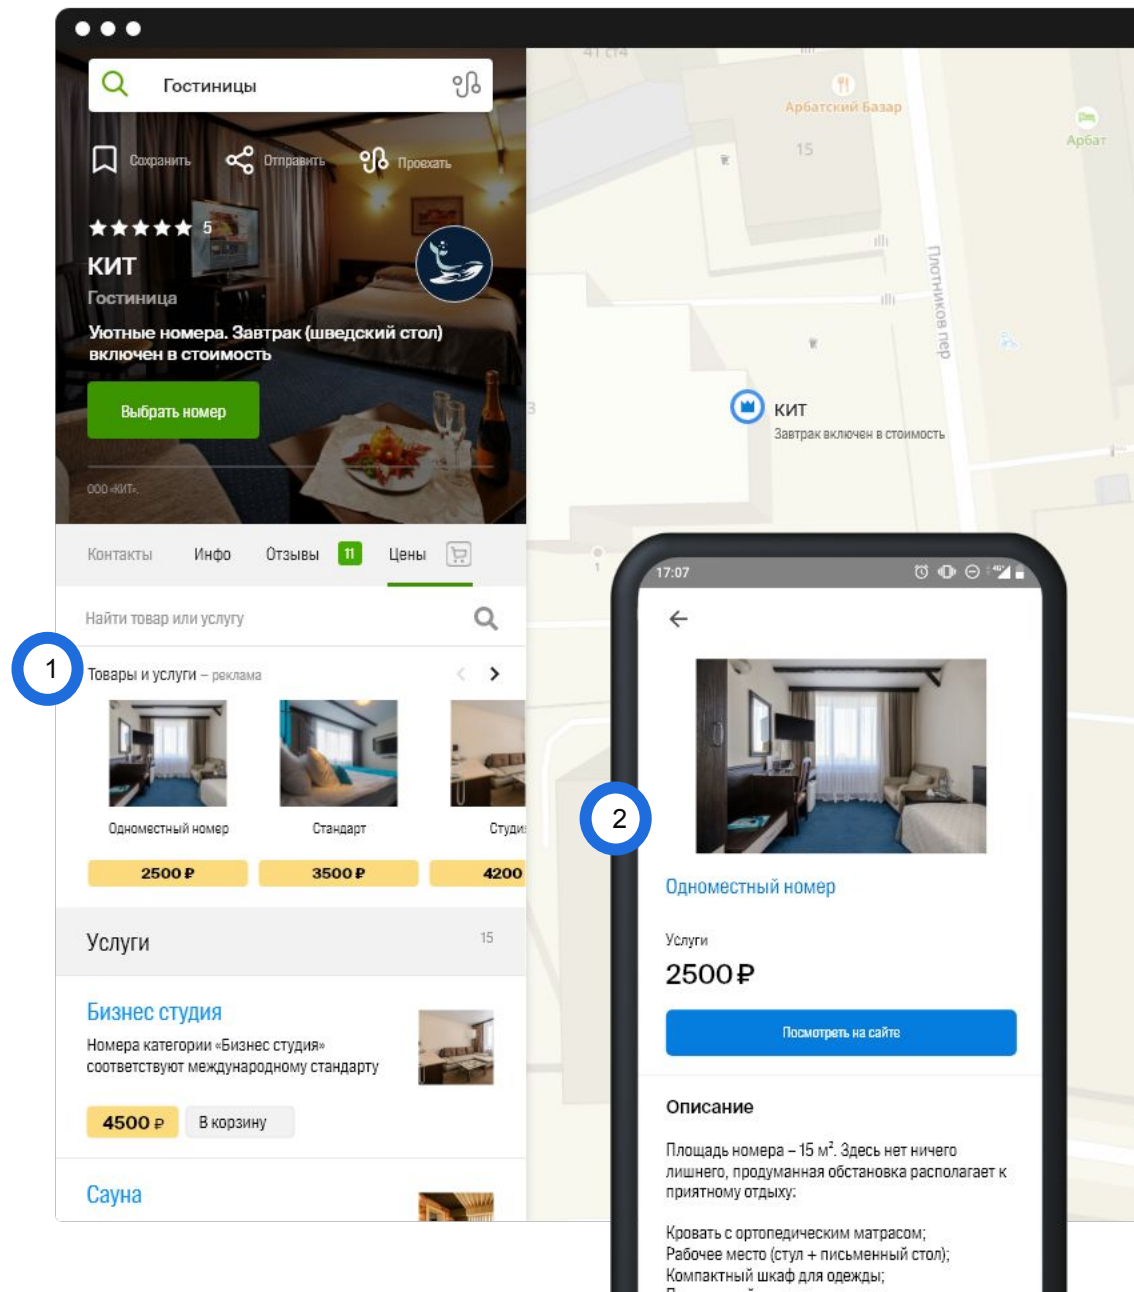 Гостиницы
Сохранить
Отправить
Проехать
5
КИТ
Гостиница
Уютные номера. Завтрак (шведский стол)
включен в стоимость
Выбрать номер
ООО «КИТ».
Контакты
Инфо
Отзывы 11
Цены
Найти товар или услугу
1
Товары и услуги – реклама
Одноместный номер
Стандарт
2500 ₽
3500 ₽
4200
Услуги
15
Бизнес студия
Номера категории «Бизнес студия»
соответствуют международному стандарту
4500 ₽
В корзину
Сауна
41 ст4
Арбатский Базар
15
Арбат
Плотников пер
КИТ
Завтрак включен в стоимость
3
1
17:07
4G+
2
Одноместный номер
Услуги
2500 ₽
Посмотреть на сайте
Описание
Площадь номера – 15 м². Здесь нет ничего
лишнего, продуманная обстановка располагает к
приятному отдыху:
Кровать с ортопедическим матрасом;
Рабочее место (стул + письменный стол);
Компактный шкаф для одежды;